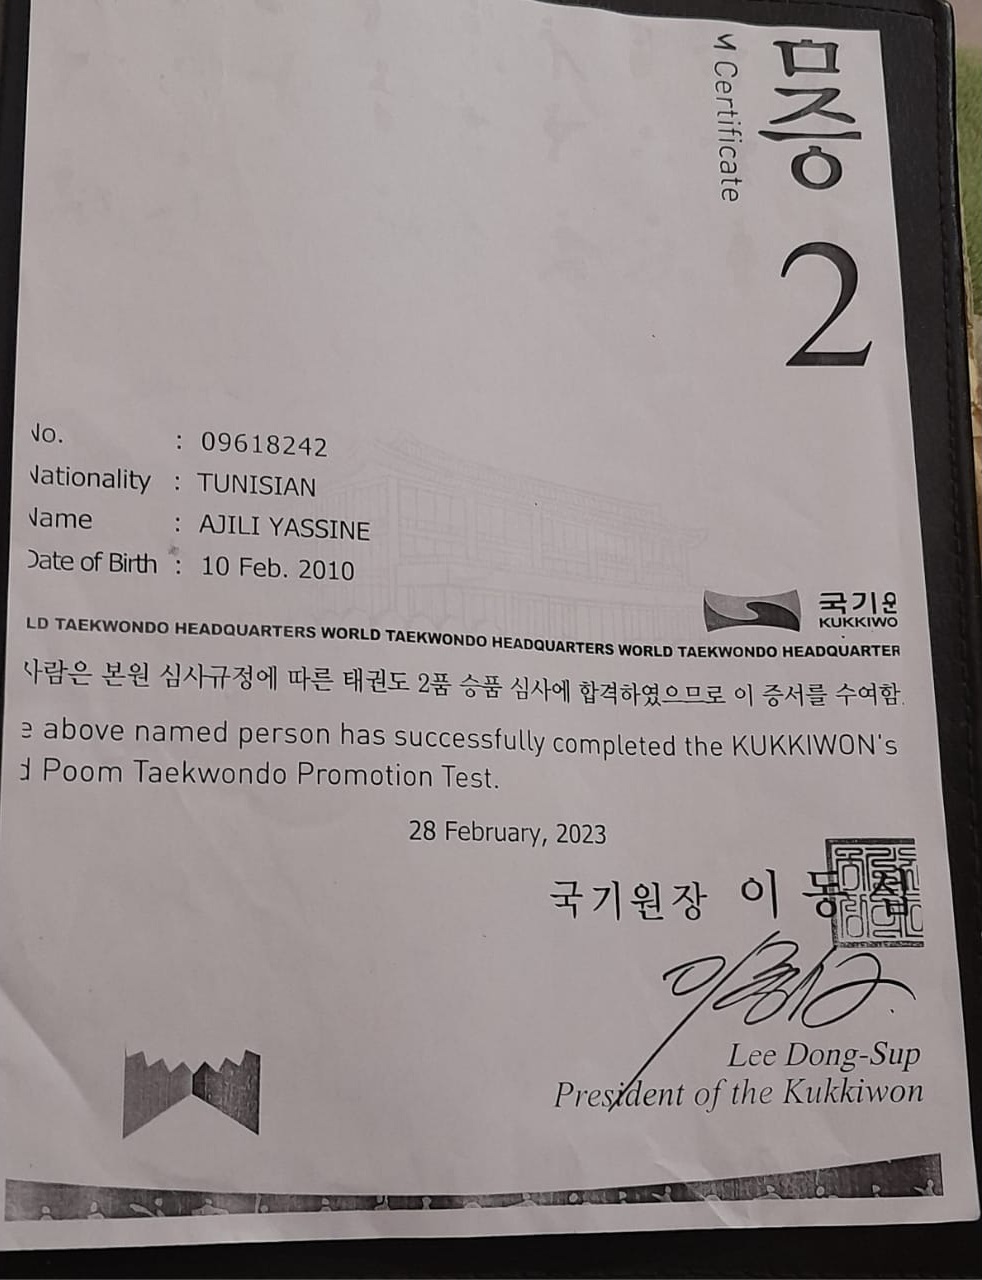 품증
M Certificate
2
No. : 09618242
Nationality : TUNISIAN
Name : AJILI YASSINE
Date of Birth : 10 Feb. 2010
국기원
KUKKIWO
LD TAEKWONDO HEADQUARTERS WORLD TAEKWONDO HEADQUARTERS WORLD TAEKWONDO HEADQUARTER
사람은 본원 심사규정에 따른 태권도 2품 승품 심사에 합격하였으므로 이 증서를 수여함.
e above named person has successfully completed the KUKKIWON's
d Poom Taekwondo Promotion Test.
28 February, 2023
국기원장 이동섭
Lee Dong-Sup
President of the Kukkiwon